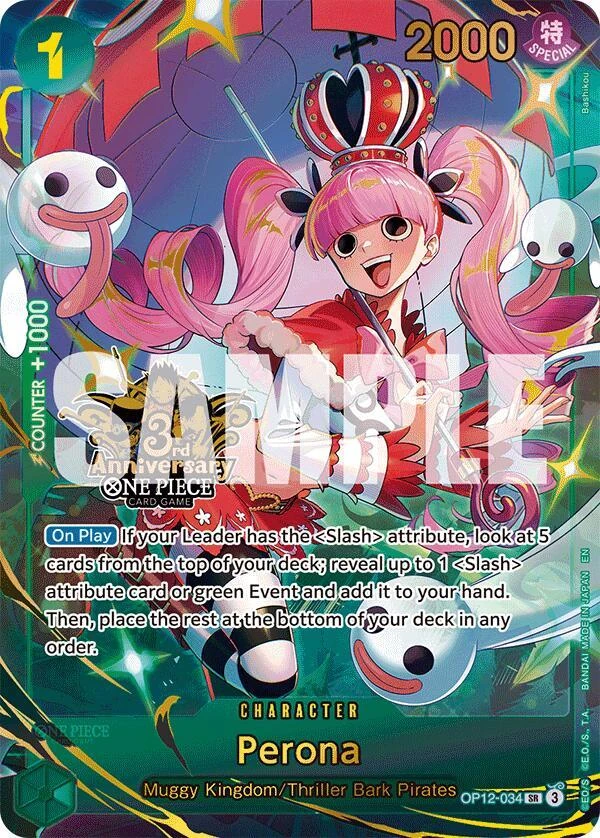 1
2000
特
SPECIAL
Bashikou
COUNTER +1000
SAMPLE
3rd
Anniversary
ONE PIECE
CARD GAME
On Play If your Leader has the <Slash> attribute, look at 5
cards from the top of your deck; reveal up to 1 <Slash>
attribute card or green Event and add it to your hand.
Then, place the rest at the bottom of your deck in any
order.
©E.O./S. ©E.O./S., T.A. BANDAI MADE IN JAPAN EN
CHARACTER
ONE PIECE
CARD GAME
Perona
Muggy Kingdom/Thriller Bark Pirates
OP12-034 SR 3